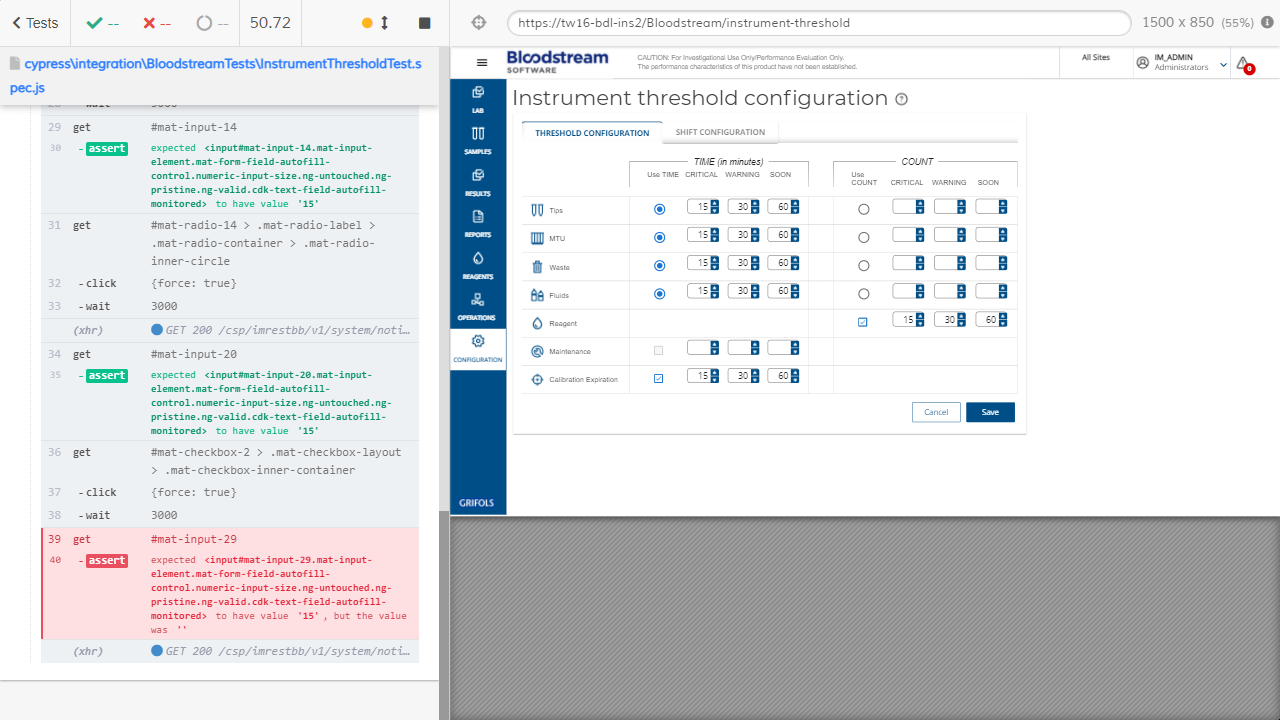 Tests
--
--
--
50.72
https://tw16-bdl-ins2/Bloodstream/instrument-threshold
1500 x 850 (55%)
cypress\integration\BloodstreamTests\InstrumentThresholdTest.s
pec.js
29 get #mat-input-14
30 - assert expected <input#mat-input-14.mat-input-
element.mat-form-field-autofill-
control.numeric-input-size.ng-untouched.ng-
pristine.ng-valid.cdk-text-field-autofill-
monitored> to have value '15'
31 get #mat-radio-14 > .mat-radio-label >
.mat-radio-container > .mat-radio-
inner-circle
32 - click {force: true}
33 - wait 3000
(xhr) GET 200 /csp/imrestbb/v1/system/noti…
34 get #mat-input-20
35 - assert expected <input#mat-input-20.mat-input-
element.mat-form-field-autofill-
control.numeric-input-size.ng-untouched.ng-
pristine.ng-valid.cdk-text-field-autofill-
monitored> to have value '15'
36 get #mat-checkbox-2 > .mat-checkbox-layout
> .mat-checkbox-inner-container
37 - click {force: true}
38 - wait 3000
39 get #mat-input-29
40 - assert expected <input#mat-input-29.mat-input-
element.mat-form-field-autofill-
control.numeric-input-size.ng-untouched.ng-
pristine.ng-valid.cdk-text-field-autofill-
monitored> to have value '15', but the value
was ''
(xhr) GET 200 /csp/imrestbb/v1/system/noti…
Bloodstream
SOFTWARE
CAUTION: For Investigational Use Only/Performance Evaluation Only.
The performance characteristics of this product have not been established.
All Sites
IM_ADMIN
Administrators
0
LAB
SAMPLES
RESULTS
REPORTS
REAGENTS
OPERATIONS
CONFIGURATION
GRIFOLS
Instrument threshold configuration
THRESHOLD CONFIGURATION SHIFT CONFIGURATION
TIME (in minutes) COUNT
Use TIME CRITICAL WARNING SOON Use COUNT CRITICAL WARNING SOON
Tips 15 30 60
MTU 15 30 60
Waste 15 30 60
Fluids 15 30 60
Reagent 15 30 60
Maintenance
Calibration Expiration 15 30 60
Cancel Save